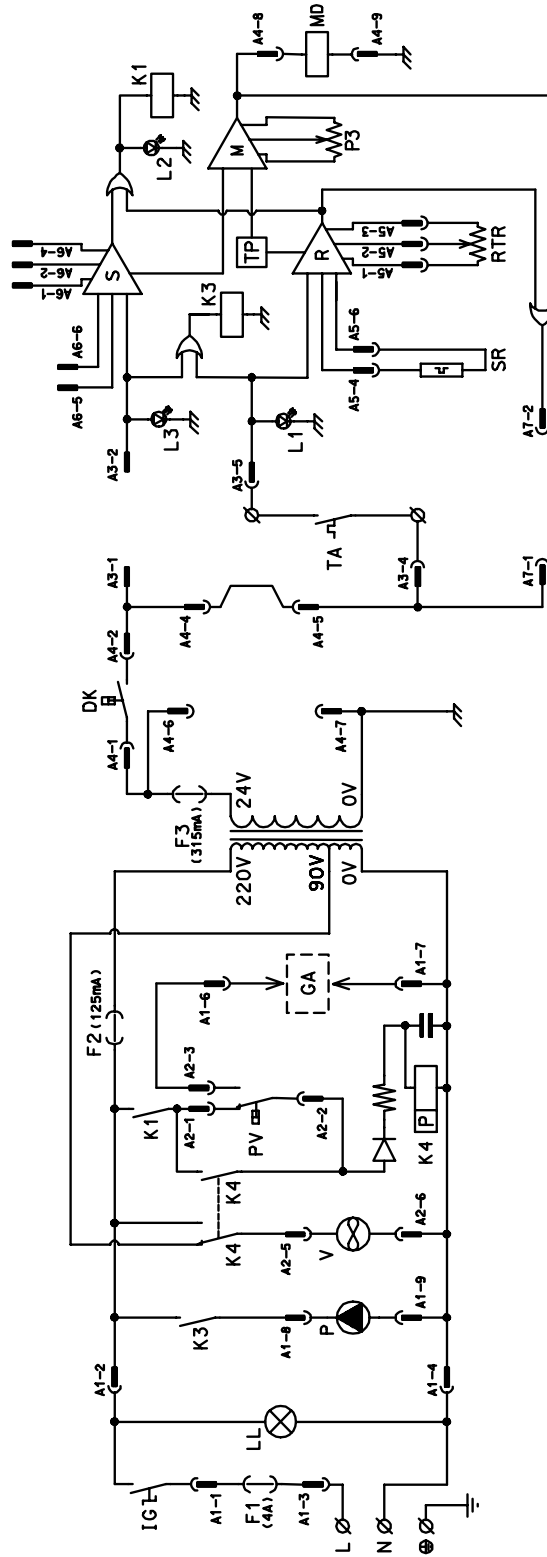 L
N
IG
A1-1
F1
(4A)
A1-3
LL
A1-2
A1-4
K3
A1-8
P
A1-9
K4
A2-5
V
A2-6
K4
F2 (125mA)
K1
A2-1
A2-3
PV
A2-2
K4
P
A1-6
GA
A1-7
220V
90V
0V
24V
0V
F3
(315mA)
A4-1
DK
A4-2
A4-6
A4-7
A3-1
A4-4
A4-5
TA
A3-4
A7-1
A3-2
A3-5
L3
L1
A6-5
A6-6
A6-1
A6-2
A6-4
S
K3
TP
R
A5-4
A5-6
SR
A5-1
A5-2
A5-3
RTR
A7-2
L2
K1
M
P3
A4-8
MD
A4-9